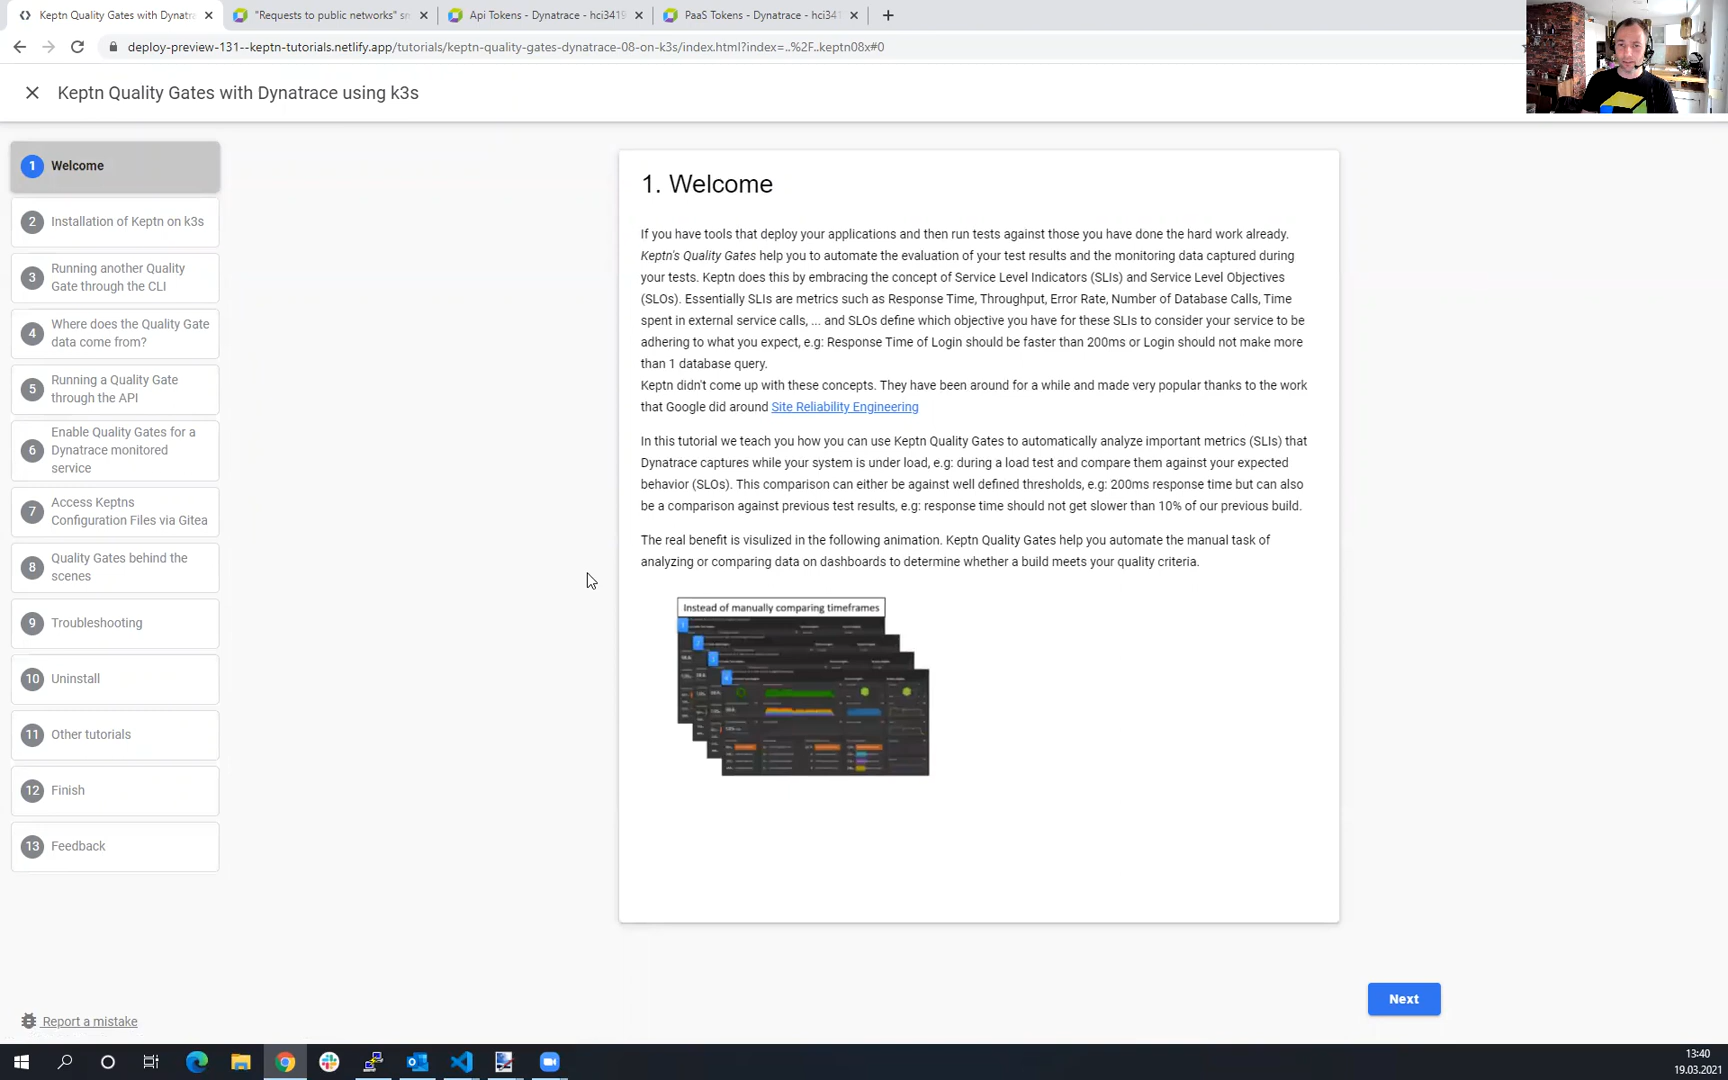 Keptn Quality Gates with Dynatra
"Requests to public networks" sm
Api Tokens - Dynatrace - hci3419
PaaS Tokens - Dynatrace - hci341
deploy-preview-131--keptn-tutorials.netlify.app/tutorials/keptn-quality-gates-dynatrace-08-on-k3s/index.html?index=..%2F..keptn08x#0
Keptn Quality Gates with Dynatrace using k3s
1 Welcome
2 Installation of Keptn on k3s
3 Running another Quality
Gate through the CLI
4 Where does the Quality Gate
data come from?
5 Running a Quality Gate
through the API
6 Enable Quality Gates for a
Dynatrace monitored
service
7 Access Keptns
Configuration Files via Gitea
8 Quality Gates behind the
scenes
9 Troubleshooting
10 Uninstall
11 Other tutorials
12 Finish
13 Feedback
Report a mistake
1. Welcome
If you have tools that deploy your applications and then run tests against those you have done the hard work already.
Keptn's Quality Gates help you to automate the evaluation of your test results and the monitoring data captured during
your tests. Keptn does this by embracing the concept of Service Level Indicators (SLIs) and Service Level Objectives
(SLOs). Essentially SLIs are metrics such as Response Time, Throughput, Error Rate, Number of Database Calls, Time
spent in external service calls, ... and SLOs define which objective you have for these SLIs to consider your service to be
adhering to what you expect, e.g: Response Time of Login should be faster than 200ms or Login should not make more
than 1 database query.
Keptn didn't come up with these concepts. They have been around for a while and made very popular thanks to the work
that Google did around Site Reliability Engineering
In this tutorial we teach you how you can use Keptn Quality Gates to automatically analyze important metrics (SLIs) that
Dynatrace captures while your system is under load, e.g: during a load test and compare them against your expected
behavior (SLOs). This comparison can either be against well defined thresholds, e.g: 200ms response time but can also
be a comparison against previous test results, e.g: response time should not get slower than 10% of our previous build.
The real benefit is visulized in the following animation. Keptn Quality Gates help you automate the manual task of
analyzing or comparing data on dashboards to determine whether a build meets your quality criteria.
Instead of manually comparing timeframes
1
2
3
4
Next
13:40
19.03.2021